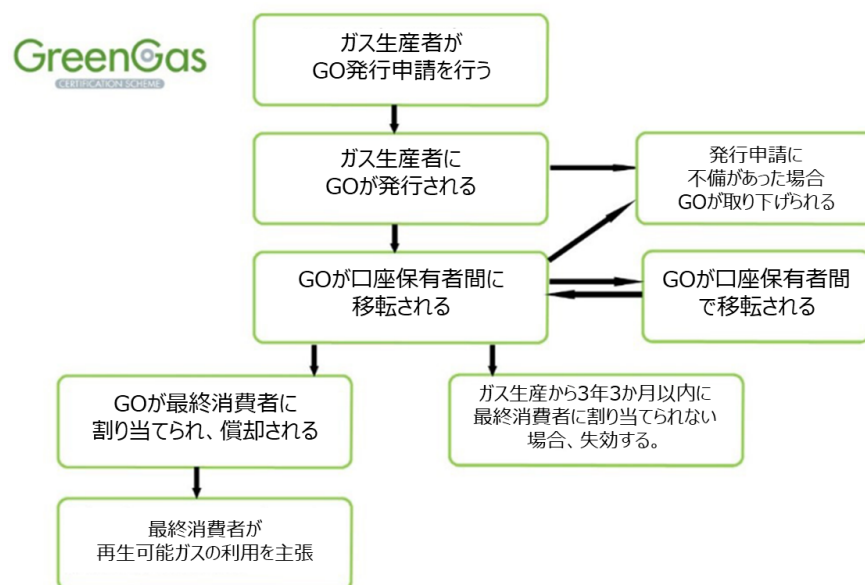 GreenGas
CERTIFICATION SCHEME
ガス生産者が
GO発行申請を行う
ガス生産者に
GOが発行される
発行申請に
不備があった場合
GOが取り下げられる
GOが口座保有者間に
移転される
GOが口座保有者間
で移転される
GOが最終消費者に
割り当てられ、償却される
ガス生産から3年3か月以内に
最終消費者に割り当てられない
場合、失効する。
最終消費者が
再生可能ガスの利用を主張